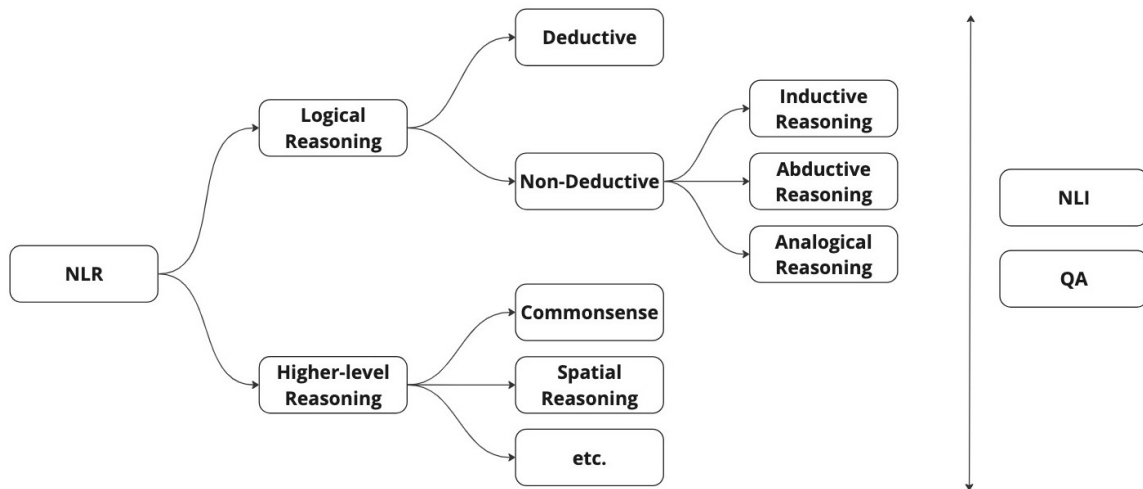 NLR
Logical
Reasoning
Higher-level
Reasoning
Deductive
Non-Deductive
Commonsense
Spatial
Reasoning
etc.
Inductive
Reasoning
Abductive
Reasoning
Analogical
Reasoning
NLI
QA